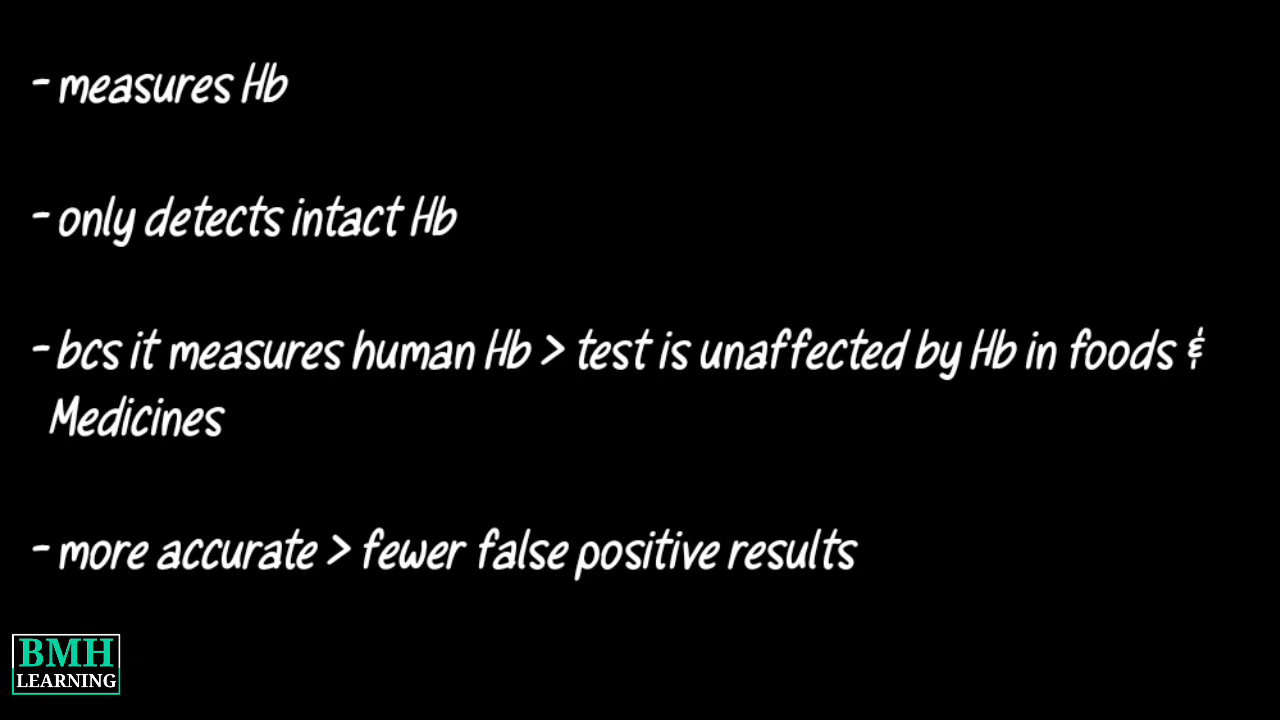 - measures Hb
- only detects intact Hb
- bcs it measures human Hb > test is unaffected by Hb in foods &
Medicines
- more accurate > fewer false positive results
BMH
LEARNING